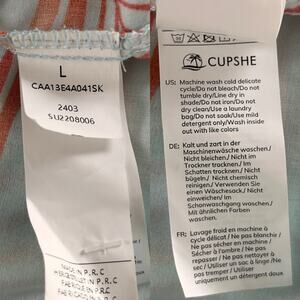 L
CAA13E4A041SK
2403
SU2208006
MADE IN P.R.C
FABRIQUÉ EN P.R.C
CUPSHE
US: Machine wash cold delicate
cycle/Do not bleach/Do not
tumble dry/Line dry in
shade/Do not iron/Do not
dry clean/Use a laundry
bag/Do not soak/Use mild
detergent only/Wash inside
out with like colors
DE: Kalt und zart in der
Maschinenwäsche waschen/
Nicht bleichen/ Nicht im
Trockner trocknen/ Im
Schatten trocknen/ Nicht
bügeln/ Nicht chemisch
reinigen/ Verwenden Sie
einen Wäschesack/ Nicht
einweichen/ Im
Schonwaschgang waschen/
Mit ähnlichen Farben
waschen.
FR: Lavage froid en machine à
cycle délicat / Ne pas blanchir /
Ne pas sécher en machine /
Sécher à l'ombre / Ne pas
repasser / Ne pas nettoyer à
sec / Utiliser un sac à linge /Ne
pas tremper / Utiliser
uniquement un détergent